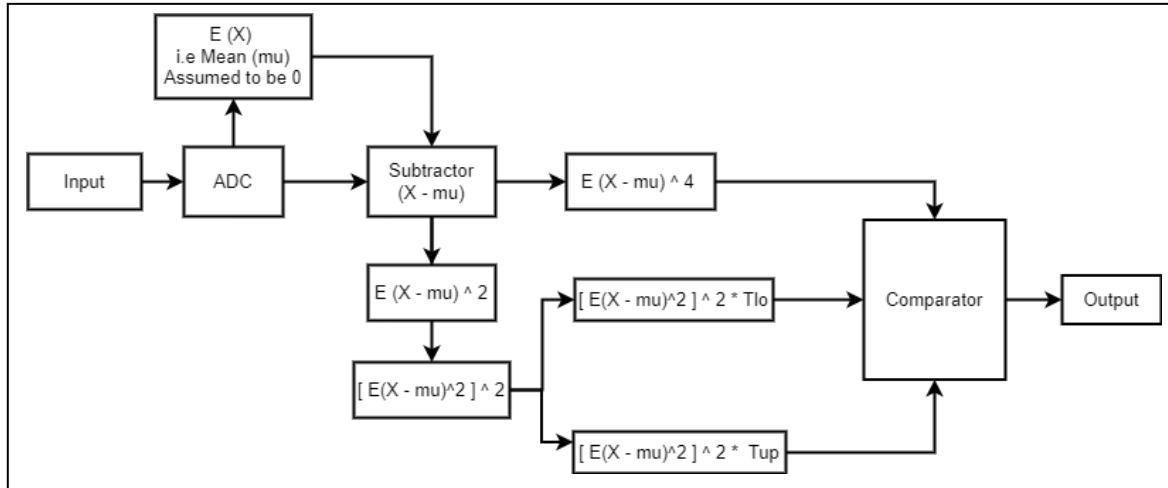 E (X)
i.e Mean (mu)
Assumed to be 0
Input
ADC
Subtractor
(X - mu)
E (X - mu) ^ 4
E (X - mu) ^ 2
[ E(X - mu)^2 ] ^ 2 * Tlo
Comparator
Output
[ E(X - mu)^2 ] ^ 2
[ E(X - mu)^2 ] ^ 2 * Tup